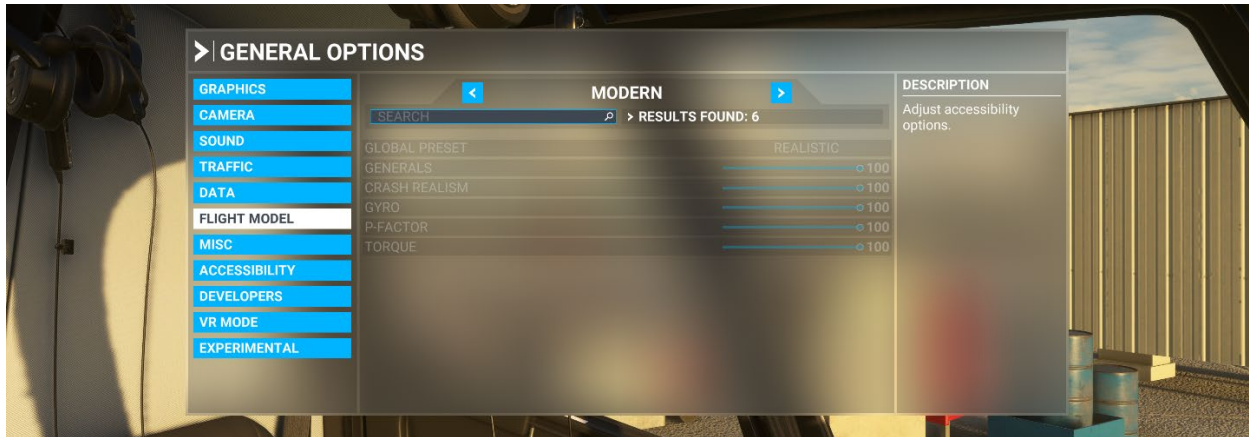 GENERAL OPTIONS
GRAPHICS
CAMERA
SOUND
TRAFFIC
DATA
FLIGHT MODEL
MISC
ACCESSIBILITY
DEVELOPERS
VR MODE
EXPERIMENTAL
MODERN
SEARCH > RESULTS FOUND: 6
GLOBAL PRESET REALISTIC
GENERALS 100
CRASH REALISM 100
GYRO 100
P-FACTOR 100
TORQUE 100
DESCRIPTION
Adjust accessibility
options.